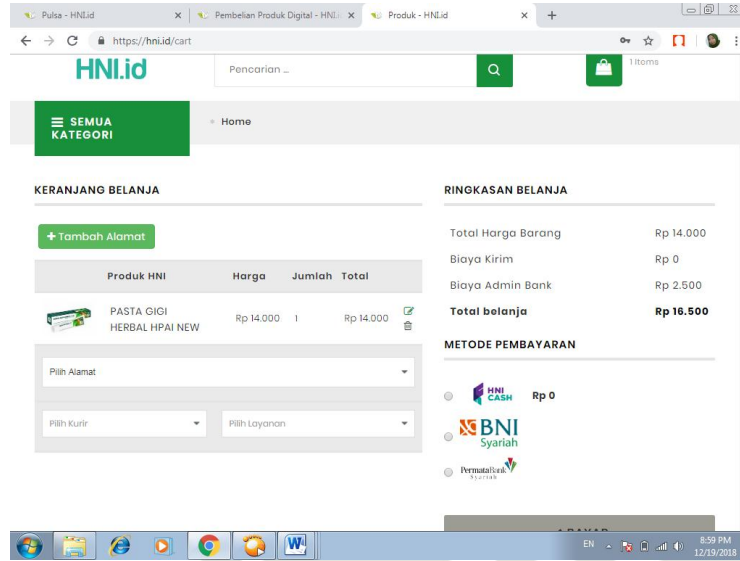 Pulsa - HNI.id
Pembelian Produk Digital - HNI.i
Produk - HNI.id
https://hni.id/cart
HNI.id
Pencarian ...
1 Items
SEMUA
KATEGORI
Home
KERANJANG BELANJA
+ Tambah Alamat
Produk HNI Harga Jumlah Total
PASTA GIGI
HERBAL HPAI NEW
Rp 14.000 1 Rp 14.000
Pilih Alamat
Pilih Kurir Pilih Layanan
RINGKASAN BELANJA
Total Harga Barang Rp 14.000
Biaya Kirim Rp 0
Biaya Admin Bank Rp 2.500
Total belanja Rp 16.500
METODE PEMBAYARAN
HNI
CASH
Rp 0
BNI
Syariah
PermataBank
Syariah
EN
8:59 PM
12/19/2018